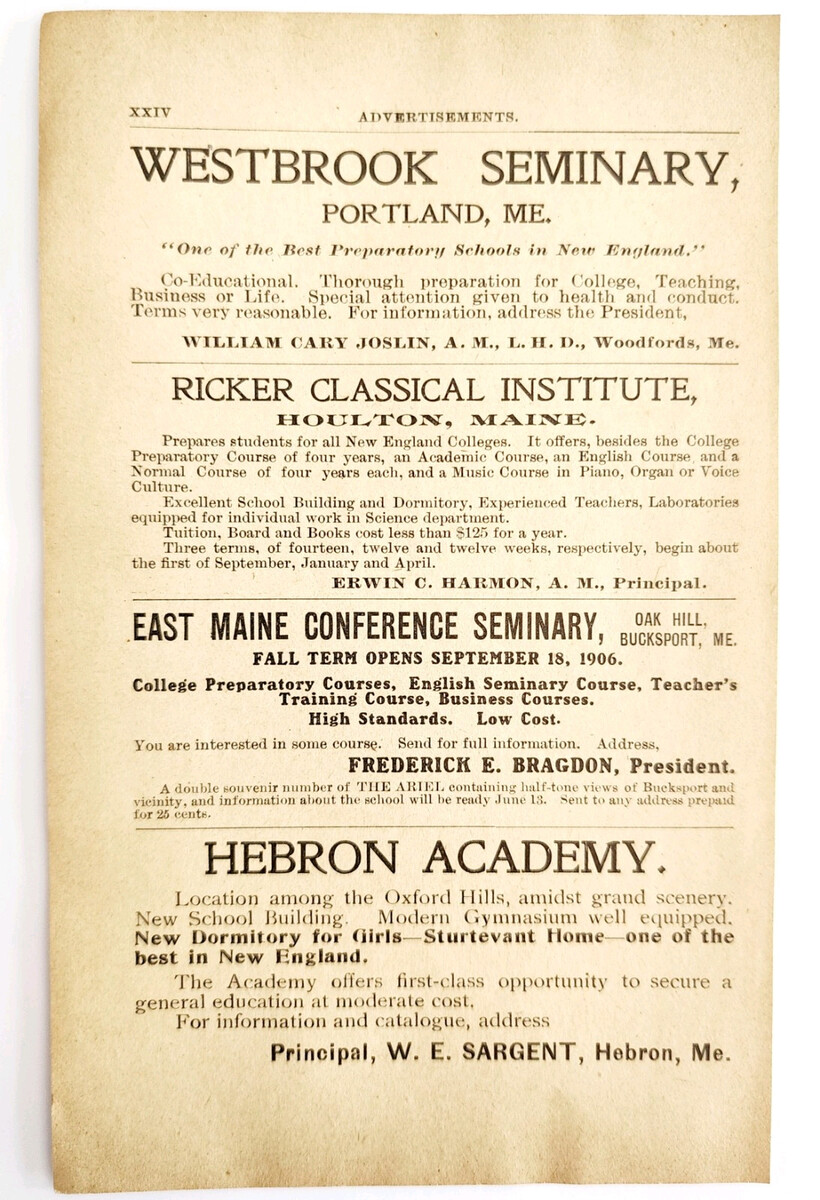 XXIV
ADVERTISEMENTS.
WESTBROOK SEMINARY,
PORTLAND, ME.
"One of the Best Preparatory Schools in New England."
Co-Educational. Thorough preparation for College, Teaching,
Business or Life. Special attention given to health and conduct.
Terms very reasonable. For information, address the President,
WILLIAM CARY JOSLIN, A. M., L. H. D., Woodfords, Me.
RICKER CLASSICAL INSTITUTE,
HOULTON, MAINE.
Prepares students for all New England Colleges. It offers, besides the College
Preparatory Course of four years, an Academic Course, an English Course and a
Normal Course of four years each, and a Music Course in Piano, Organ or Voice
Culture.
Excellent School Building and Dormitory, Experienced Teachers, Laboratories
equipped for individual work in Science department.
Tuition, Board and Books cost less than $125 for a year.
Three terms, of fourteen, twelve and twelve weeks, respectively, begin about
the first of September, January and April.
ERWIN C. HARMON, A. M., Principal.
EAST MAINE CONFERENCE SEMINARY,
OAK HILL,
BUCKSPORT, ME.
FALL TERM OPENS SEPTEMBER 18, 1906.
College Preparatory Courses, English Seminary Course, Teacher's
Training Course, Business Courses.
High Standards. Low Cost.
You are interested in some course. Send for full information. Address,
FREDERICK E. BRAGDON, President.
A double souvenir number of THE ARIEL containing half-tone views of Bucksport and
vicinity, and information about the school will be ready June 13. Sent to any address prepaid
for 25 cents.
HEBRON ACADEMY.
Location among the Oxford Hills, amidst grand scenery.
New School Building. Modern Gymnasium well equipped.
New Dormitory for Girls—Sturtevant Home—one of the
best in New England.
The Academy offers first-class opportunity to secure a
general education at moderate cost.
For information and catalogue, address
Principal, W. E. SARGENT, Hebron, Me.